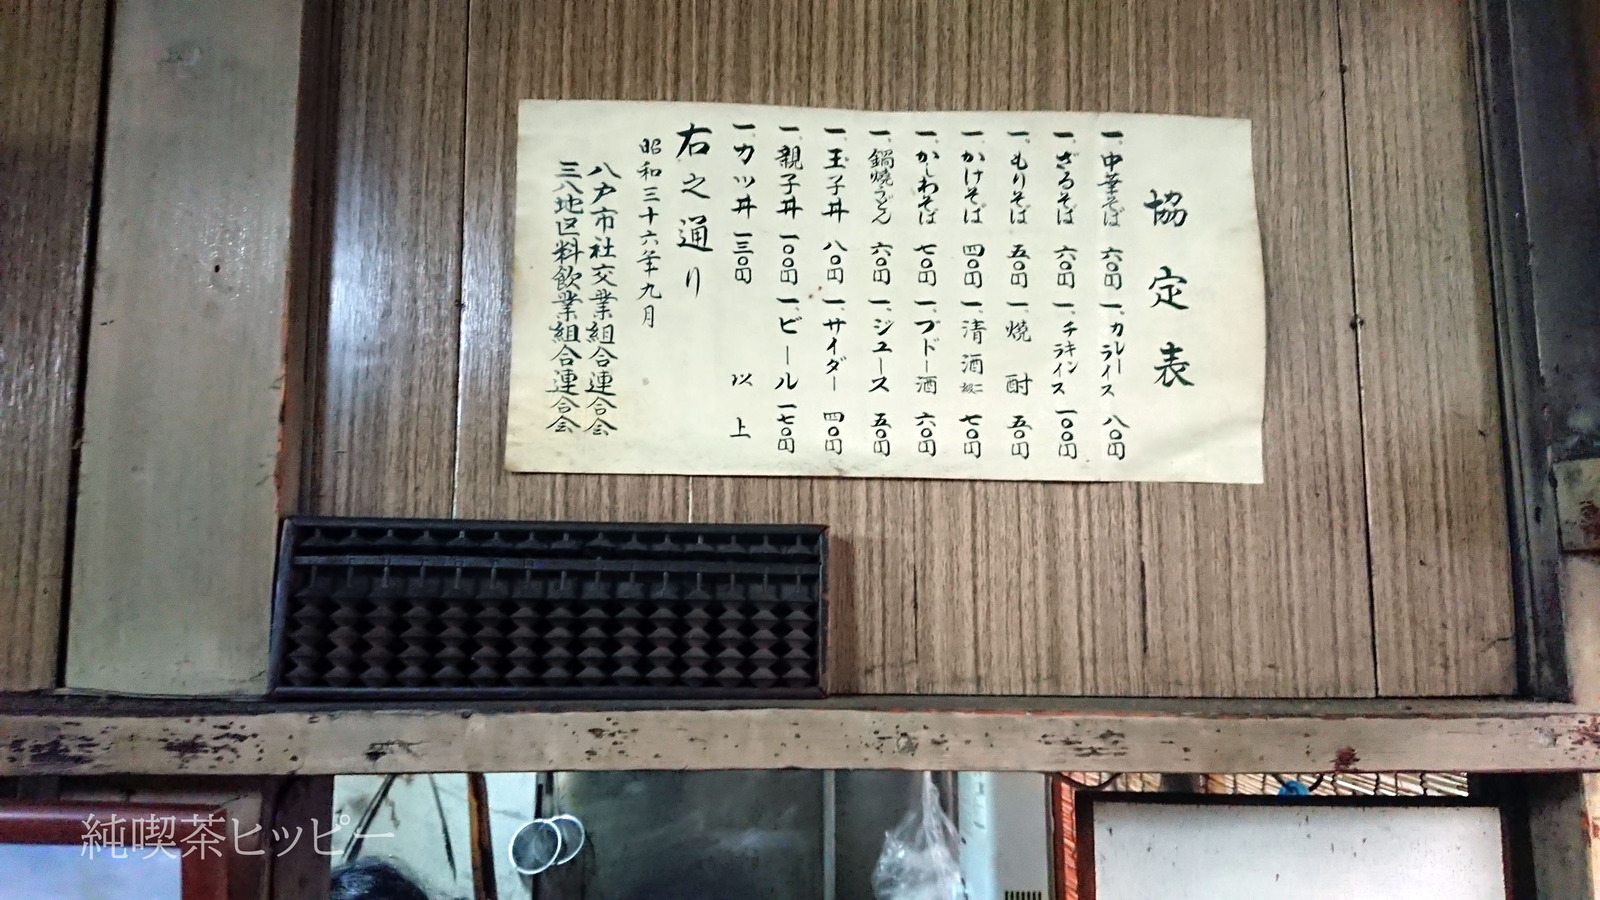 協定表
一、中華そば 六〇円
一、カレーライス 八〇円
一、ざるそば 六〇円
一、チキンライス 一〇〇円
一、もりそば 五〇円
一、焼酎 五〇円
一、かけそば 四〇円
一、清酒 二級 七〇円
一、かしわそば 七〇円
一、ブドー酒 六〇円
一、鍋焼うどん 六〇円
一、ジュース 五〇円
一、玉子丼 八〇円
一、サイダー 四〇円
一、親子丼 一〇〇円
一、ビール 一七〇円
一、カツ丼 一三〇円
以上
右之通り
昭和三十六年九月
八戸市社交業組合連合会
三八地区料飲業組合連合会
純喫茶ヒッピー